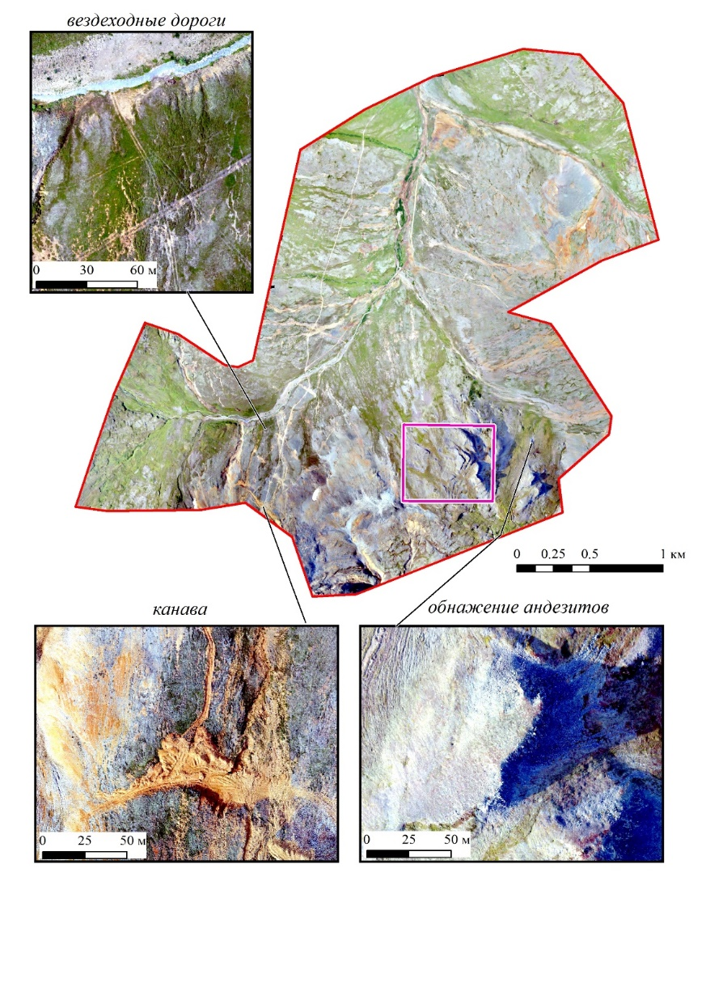 вездеходные дороги
0 30 60 м
0 0,25 0,5 1 км
канава
обнажение андезитов
0 25 50 м
0 25 50 м